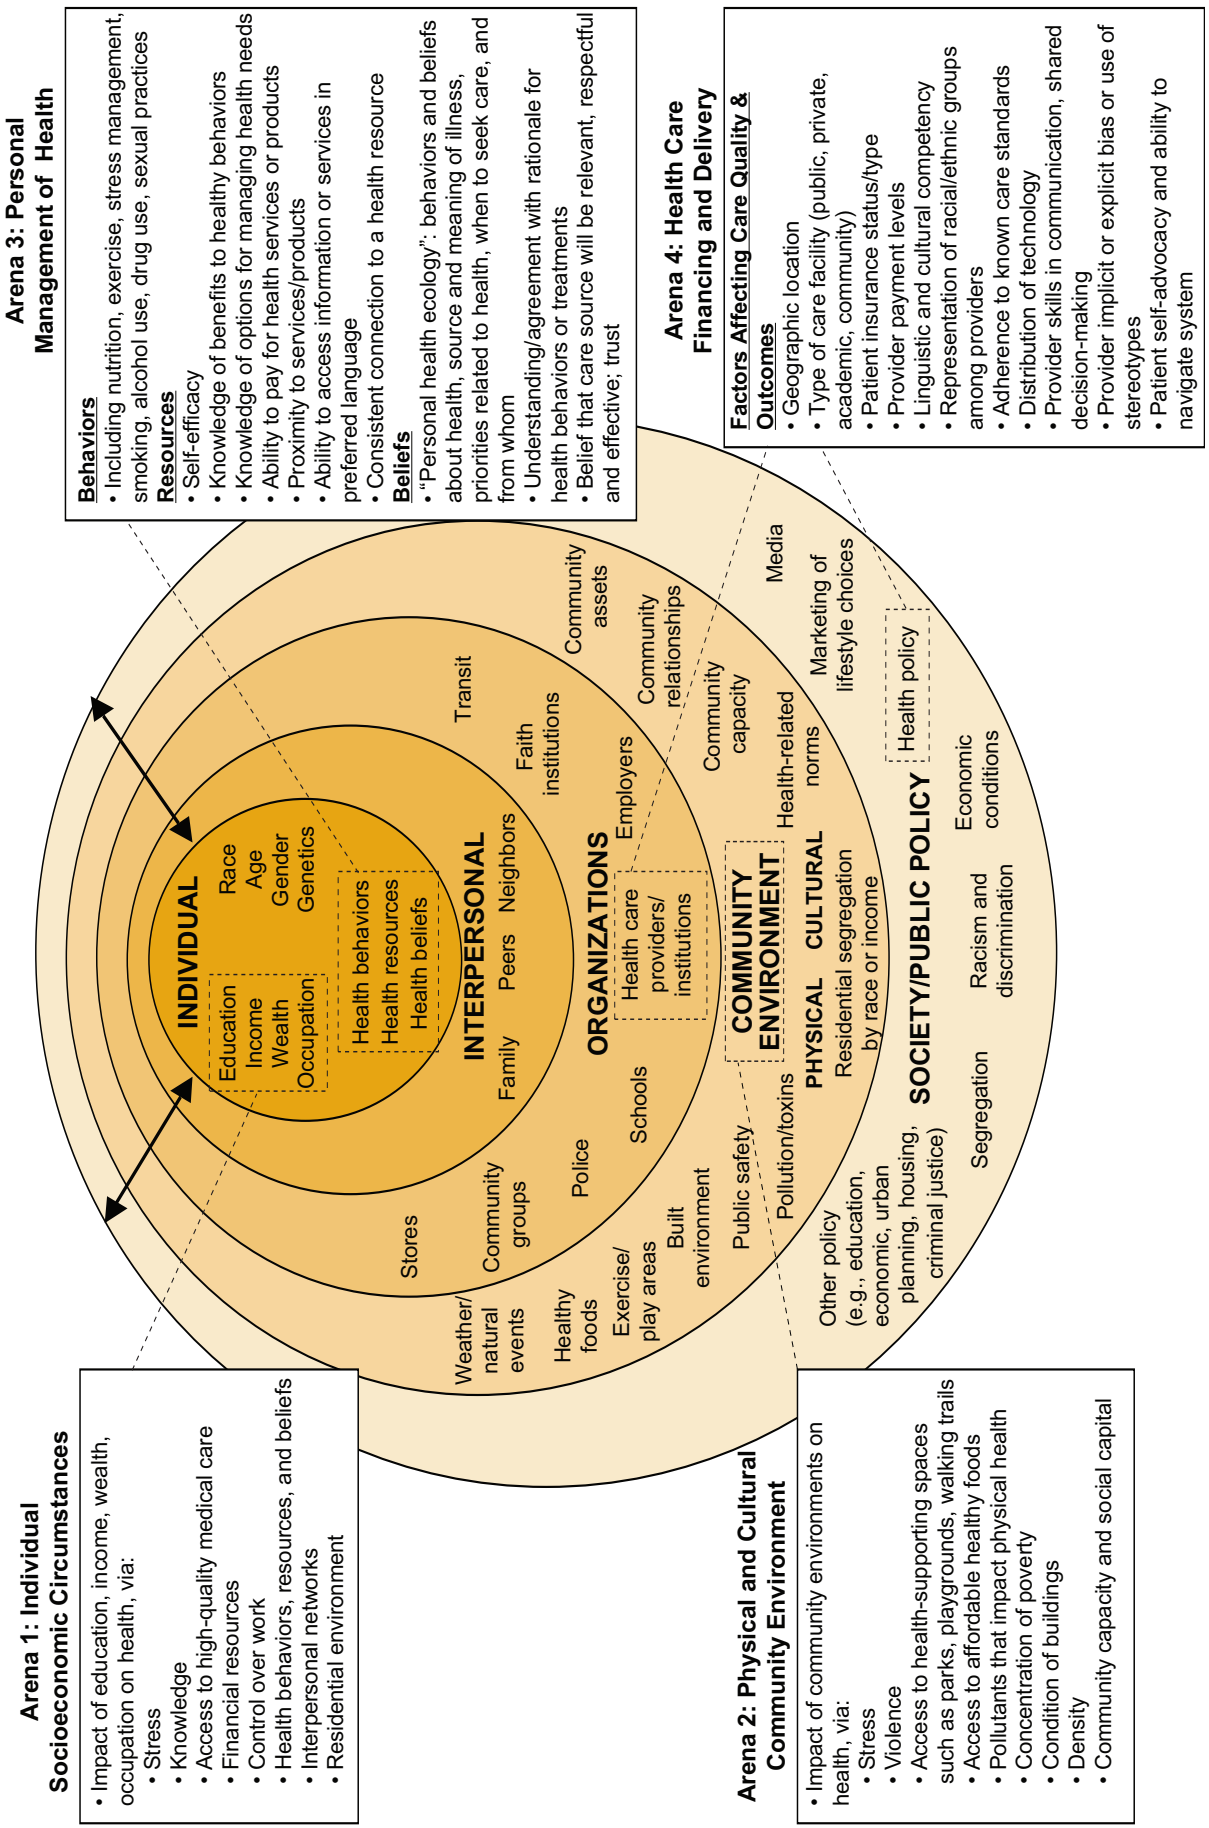 Arena 1: Individual
Socioeconomic Circumstances
• Impact of education, income, wealth,
occupation on health, via:
• Stress
• Knowledge
• Access to high-quality medical care
• Financial resources
• Control over work
• Health behaviors, resources, and beliefs
• Interpersonal networks
• Residential environment
Arena 3: Personal
Management of Health
Behaviors
• Including nutrition, exercise, stress management,
smoking, alcohol use, drug use, sexual practices
Resources
• Self-efficacy
• Knowledge of benefits to healthy behaviors
• Knowledge of options for managing health needs
• Ability to pay for health services or products
• Proximity to services/products
• Ability to access information or services in
preferred language
• Consistent connection to a health resource
Beliefs
• “Personal health ecology”: behaviors and beliefs
about health, source and meaning of illness,
priorities related to health, when to seek care, and
from whom
• Understanding/agreement with rationale for
health behaviors or treatments
• Belief that care source will be relevant, respectful
and effective; trust
INDIVIDUAL
Education
Income
Wealth
Occupation
Race
Age
Gender
Genetics
Health behaviors
Health resources
Health beliefs
INTERPERSONAL
Family
Peers
Neighbors
Stores
Community
groups
Police
Schools
Transit
Faith
institutions
Employers
ORGANIZATIONS
Health care
providers/
institutions
Weather/
natural
events
Healthy
foods
Exercise/
play areas
Built
environment
Public safety
Pollution/toxins
Community
assets
Community
relationships
Community
capacity
Health-related
norms
COMMUNITY
ENVIRONMENT
PHYSICAL
CULTURAL
Residential segregation
by race or income
Media
Marketing of
lifestyle choices
Other policy
(e.g., education,
economic, urban
planning, housing,
criminal justice)
SOCIETY/PUBLIC POLICY
Health policy
Segregation
Racism and
discrimination
Economic
conditions
Arena 2: Physical and Cultural
Community Environment
• Impact of community environments on
health, via:
• Stress
• Violence
• Access to health-supporting spaces
such as parks, playgrounds, walking trails
• Access to affordable healthy foods
• Pollutants that impact physical health
• Concentration of poverty
• Condition of buildings
• Density
• Community capacity and social capital
Arena 4: Health Care
Financing and Delivery
Factors Affecting Care Quality &
Outcomes
• Geographic location
• Type of care facility (public, private,
academic, community)
• Patient insurance status/type
• Provider payment levels
• Linguistic and cultural competency
• Representation of racial/ethnic groups
among providers
• Adherence to known care standards
• Distribution of technology
• Provider skills in communication, shared
decision-making
• Provider implicit or explicit bias or use of
stereotypes
• Patient self-advocacy and ability to
navigate system